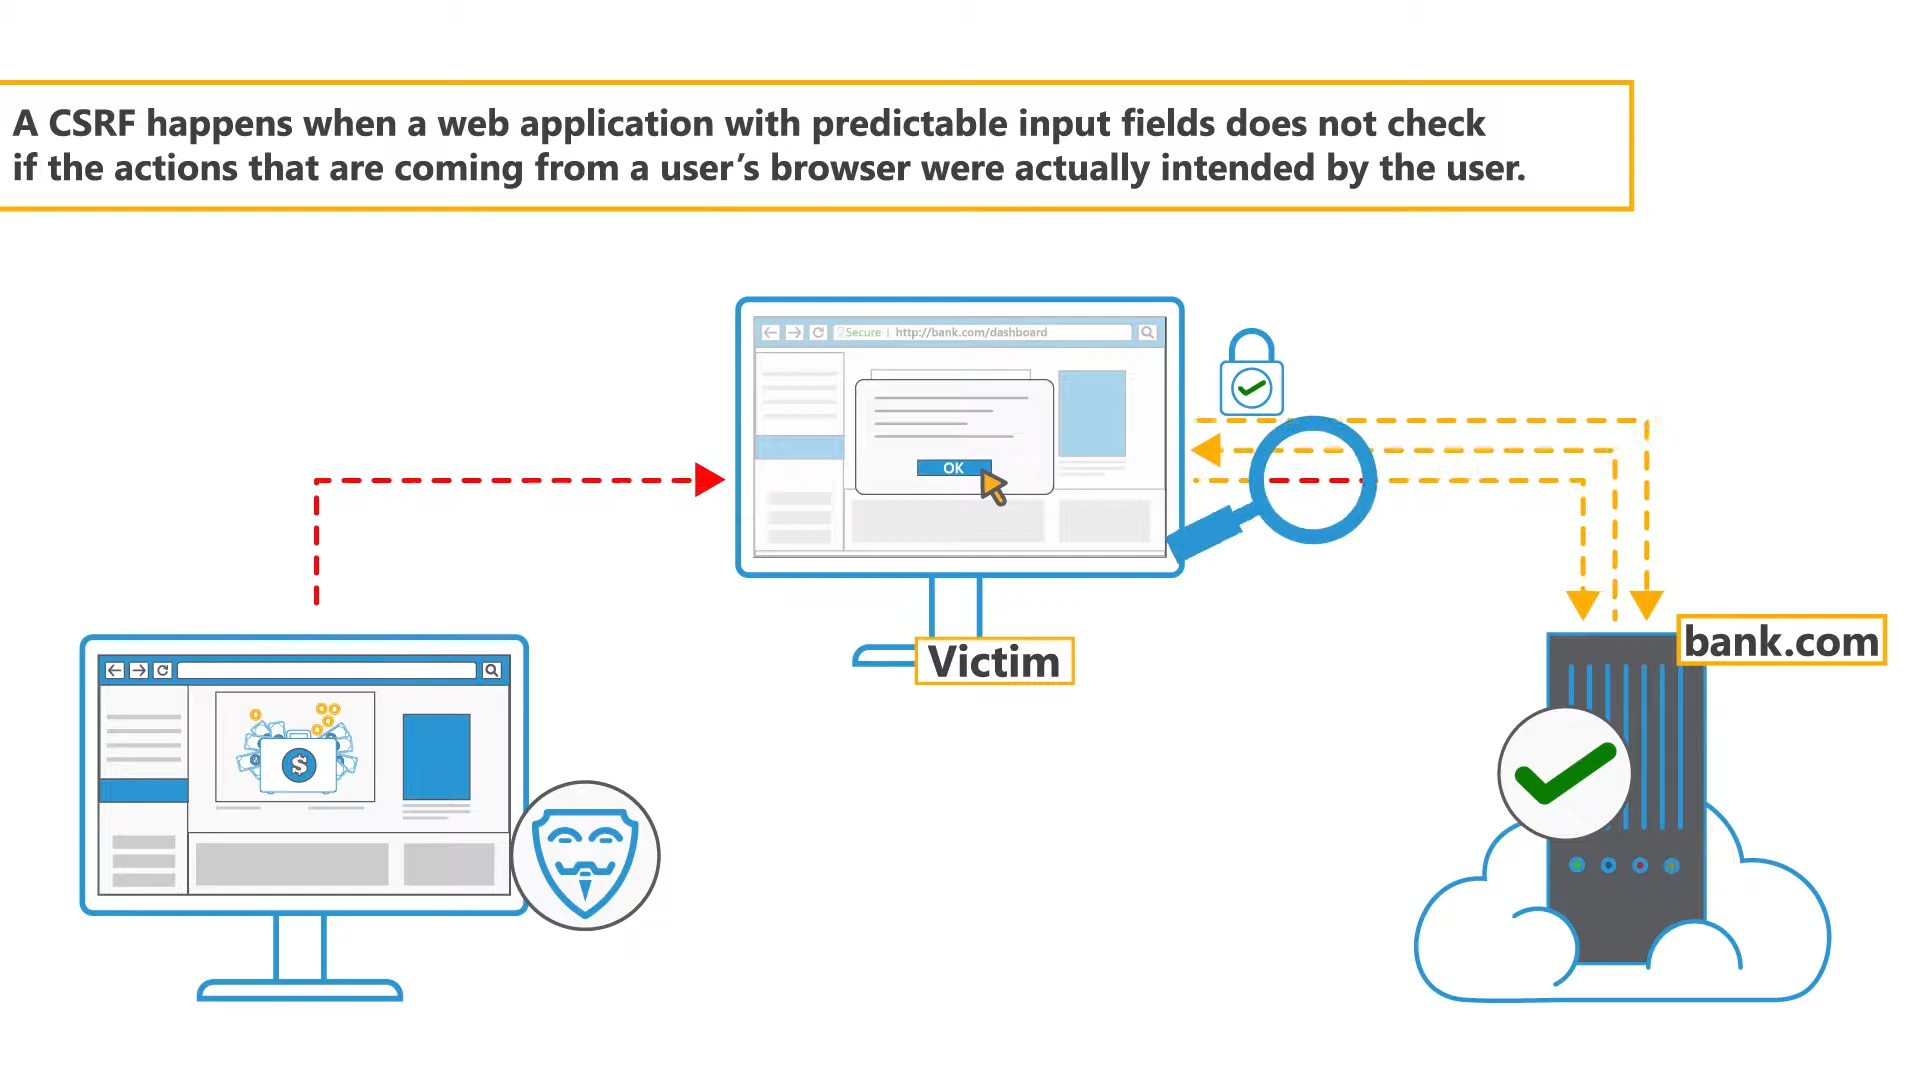 A CSRF happens when a web application with predictable input fields does not check
if the actions that are coming from a user's browser were actually intended by the user.
Secure | http://bank.com/dashboard
OK
Victim
bank.com
$